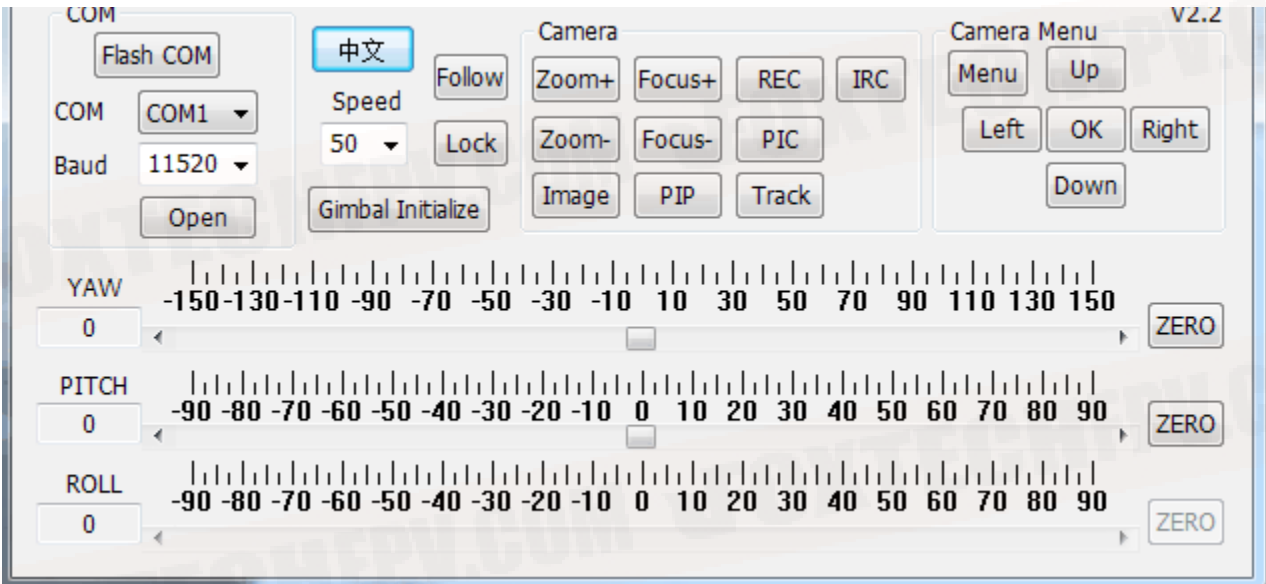 COM
Flash COM
COM COM1
Baud 11520
Open
中文
Speed
50
Follow
Lock
Gimbal Initialize
Camera
Zoom+ Focus+ REC IRC
Zoom- Focus- PIC
Image PIP Track
V2.2
Camera Menu
Menu Up
Left OK Right
Down
YAW
-150 -130 -110 -90 -70 -50 -30 -10 10 30 50 70 90 110 130 150
0
ZERO
PITCH
-90 -80 -70 -60 -50 -40 -30 -20 -10 0 10 20 30 40 50 60 70 80 90
0
ZERO
ROLL
-90 -80 -70 -60 -50 -40 -30 -20 -10 0 10 20 30 40 50 60 70 80 90
0
ZERO
FOXTECHFPV.COM